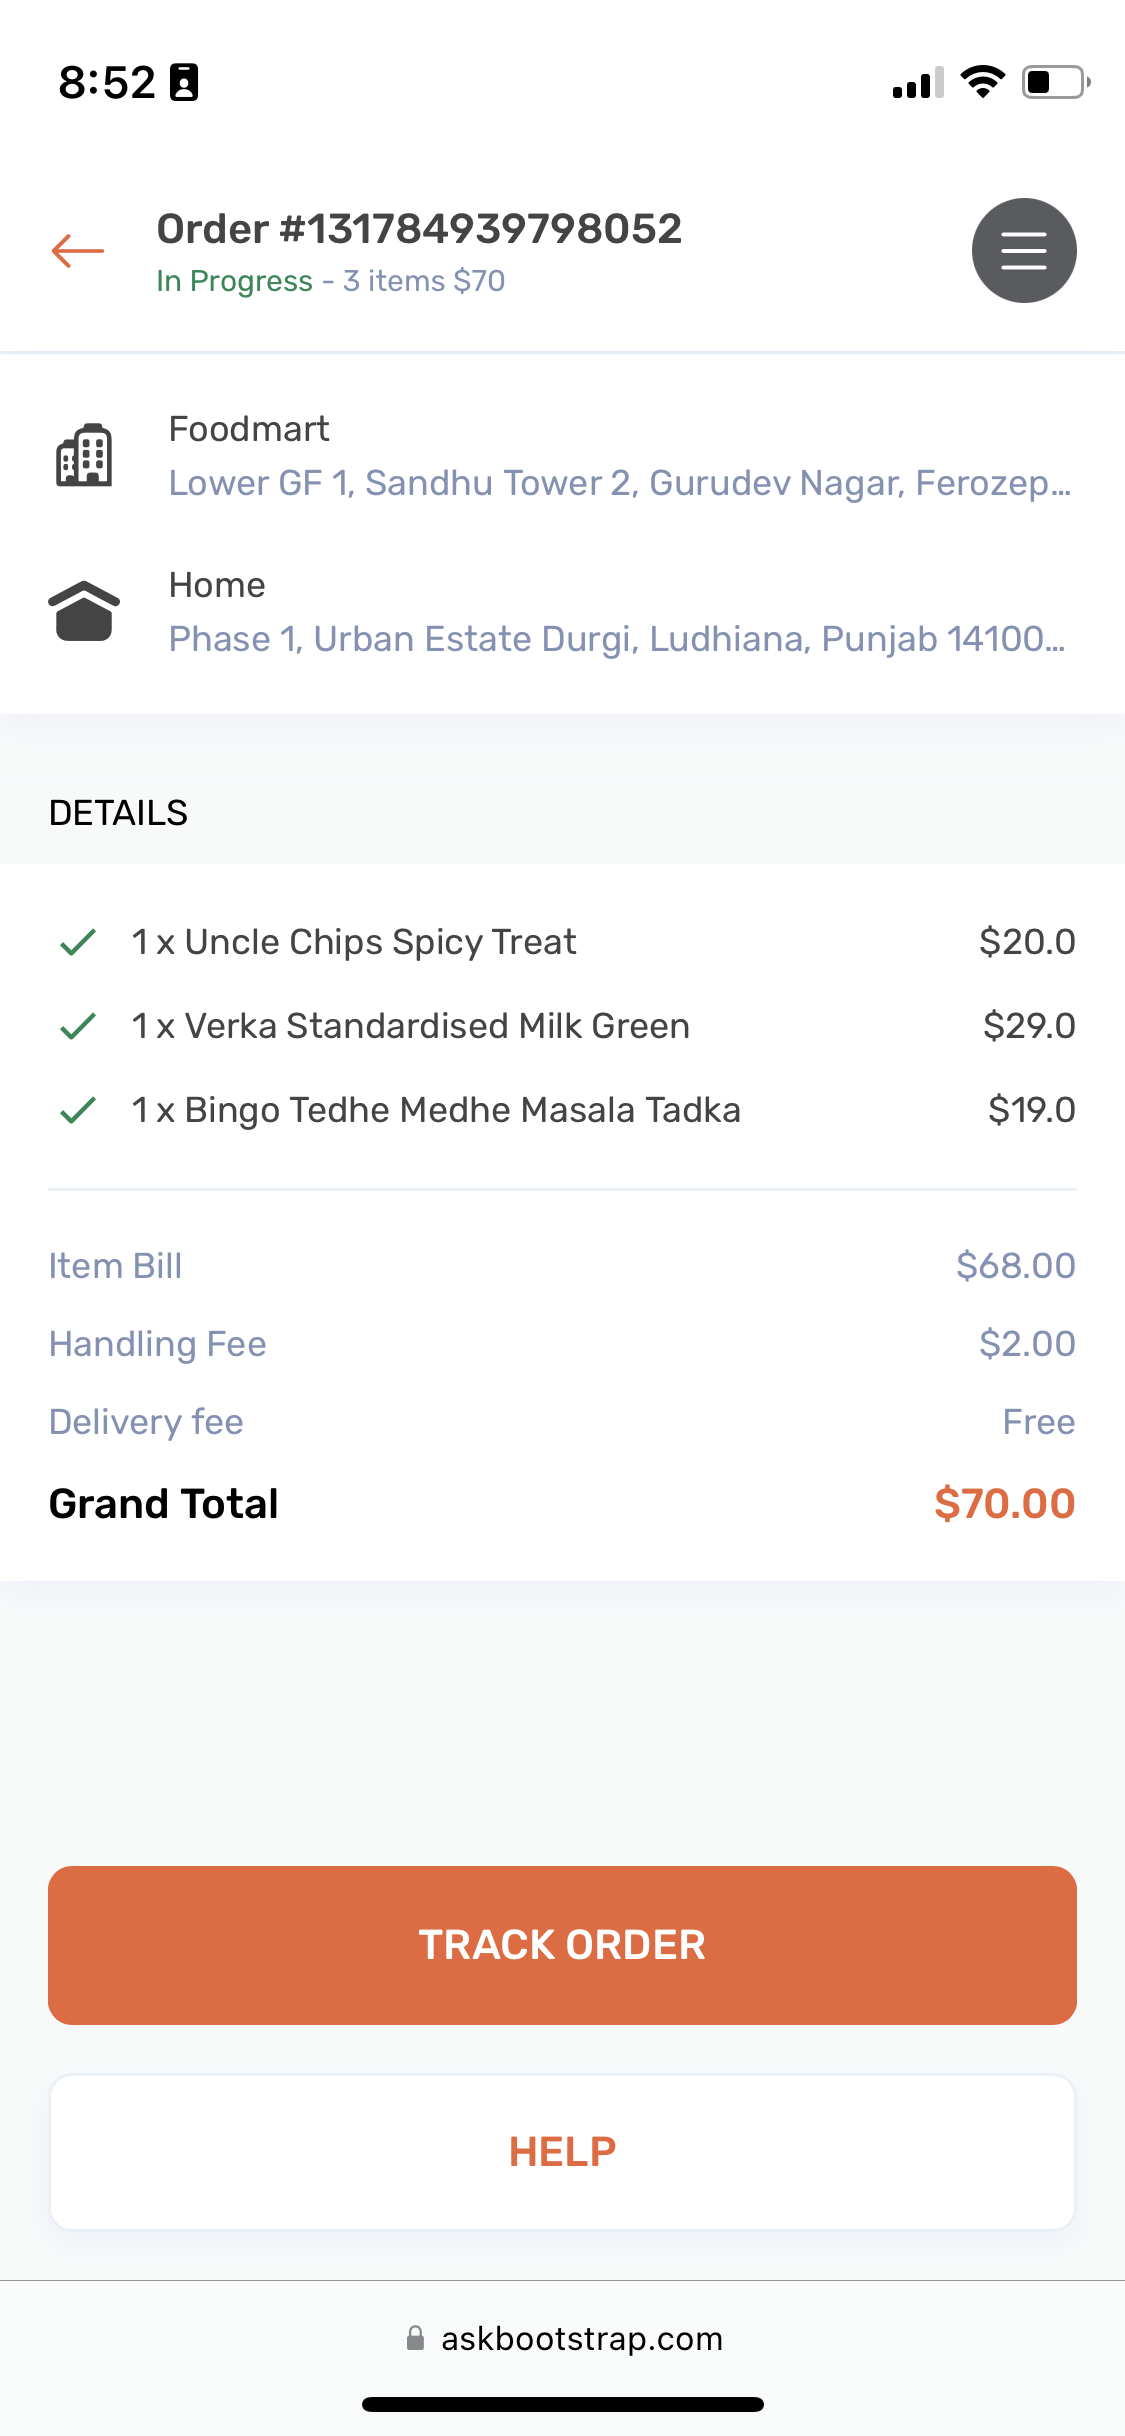 8:52
Order #131784939798052
In Progress - 3 items $70
Foodmart
Lower GF 1, Sandhu Tower 2, Gurudev Nagar, Ferozep...
Home
Phase 1, Urban Estate Durgi, Ludhiana, Punjab 14100...
DETAILS
1 x Uncle Chips Spicy Treat $20.0
1 x Verka Standardised Milk Green $29.0
1 x Bingo Tedhe Medhe Masala Tadka $19.0
Item Bill $68.00
Handling Fee $2.00
Delivery fee Free
Grand Total $70.00
TRACK ORDER
HELP
askbootstrap.com